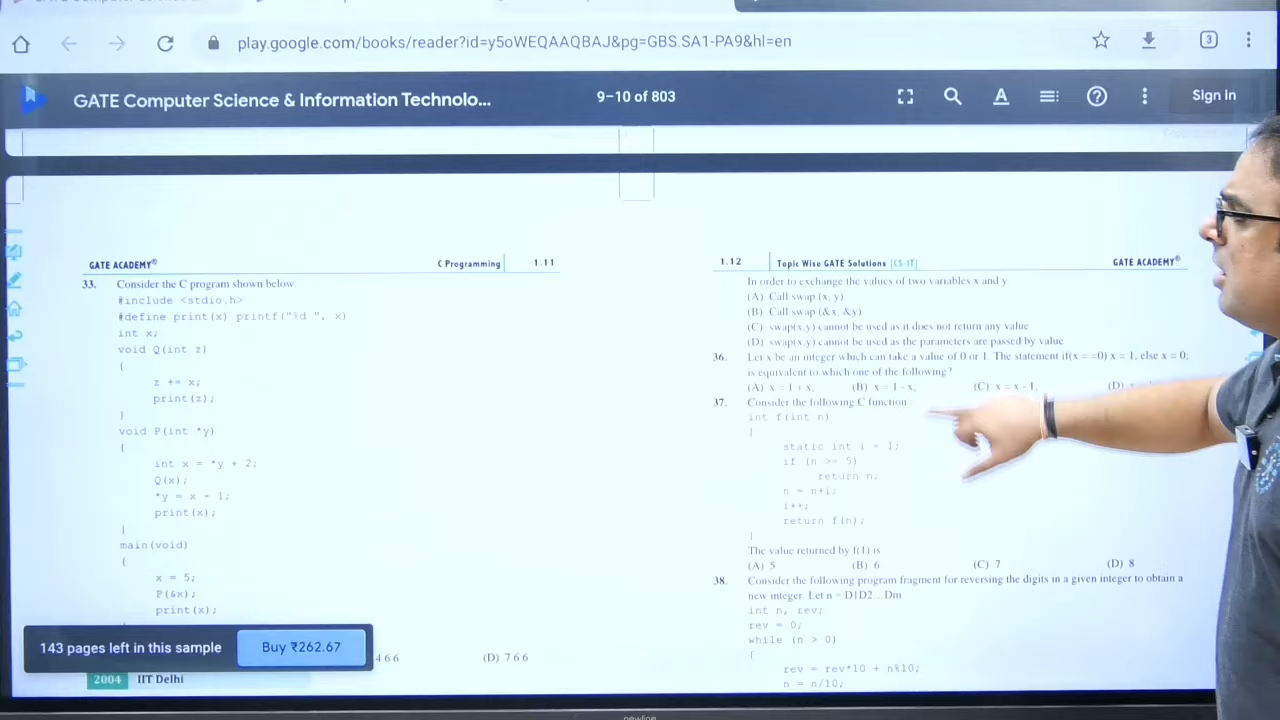 play.google.com/books/reader?id=y5oWEQAAQBAJ&pg=GBS.SA1-PA9&hl=en
3
GATE Computer Science & Information Technolo...
9–10 of 803
Sign in
GATE ACADEMY®
C Programming
1.11
33. Consider the C program shown below
#include <stdio.h>
#define print(x) printf("%d ", x)
int x;
void Q(int z)
{
z += x;
print(z);
}
void P(int *y)
{
int x = *y + 2;
Q(x);
*y = x - 1;
print(x);
}
main(void)
{
x = 5;
P(&x);
print(x);
143 pages left in this sample
Buy ₹262.67
4 6 6
(D) 7 6 6
2004 IIT Delhi
1.12
Topic Wise GATE Solutions [CS-IT]
GATE ACADEMY®
In order to exchange the values of two variables x and y.
(A) Call swap (x, y)
(B) Call swap (&x, &y)
(C) swap(x,y) cannot be used as it does not return any value
(D) swap(x,y) cannot be used as the parameters are passed by value
36. Let x be an integer which can take a value of 0 or 1. The statement if(x = =0) x = 1, else x = 0;
is equivalent to which one of the following?
(A) x = 1 + x; (B) x = 1 - x; (C) x = x - 1; (D)
37. Consider the following C function
int f(int n)
{
static int i = 1;
if (n >= 5)
return n;
n = n+i;
i++;
return f(n);
}
The value returned by f(1) is
(A) 5 (B) 6 (C) 7 (D) 8
38. Consider the following program fragment for reversing the digits in a given integer to obtain a
new integer. Let n = D1D2...Dm
int n, rev;
rev = 0;
while (n > 0)
{
rev = rev*10 + n%10;
n = n/10;
newline